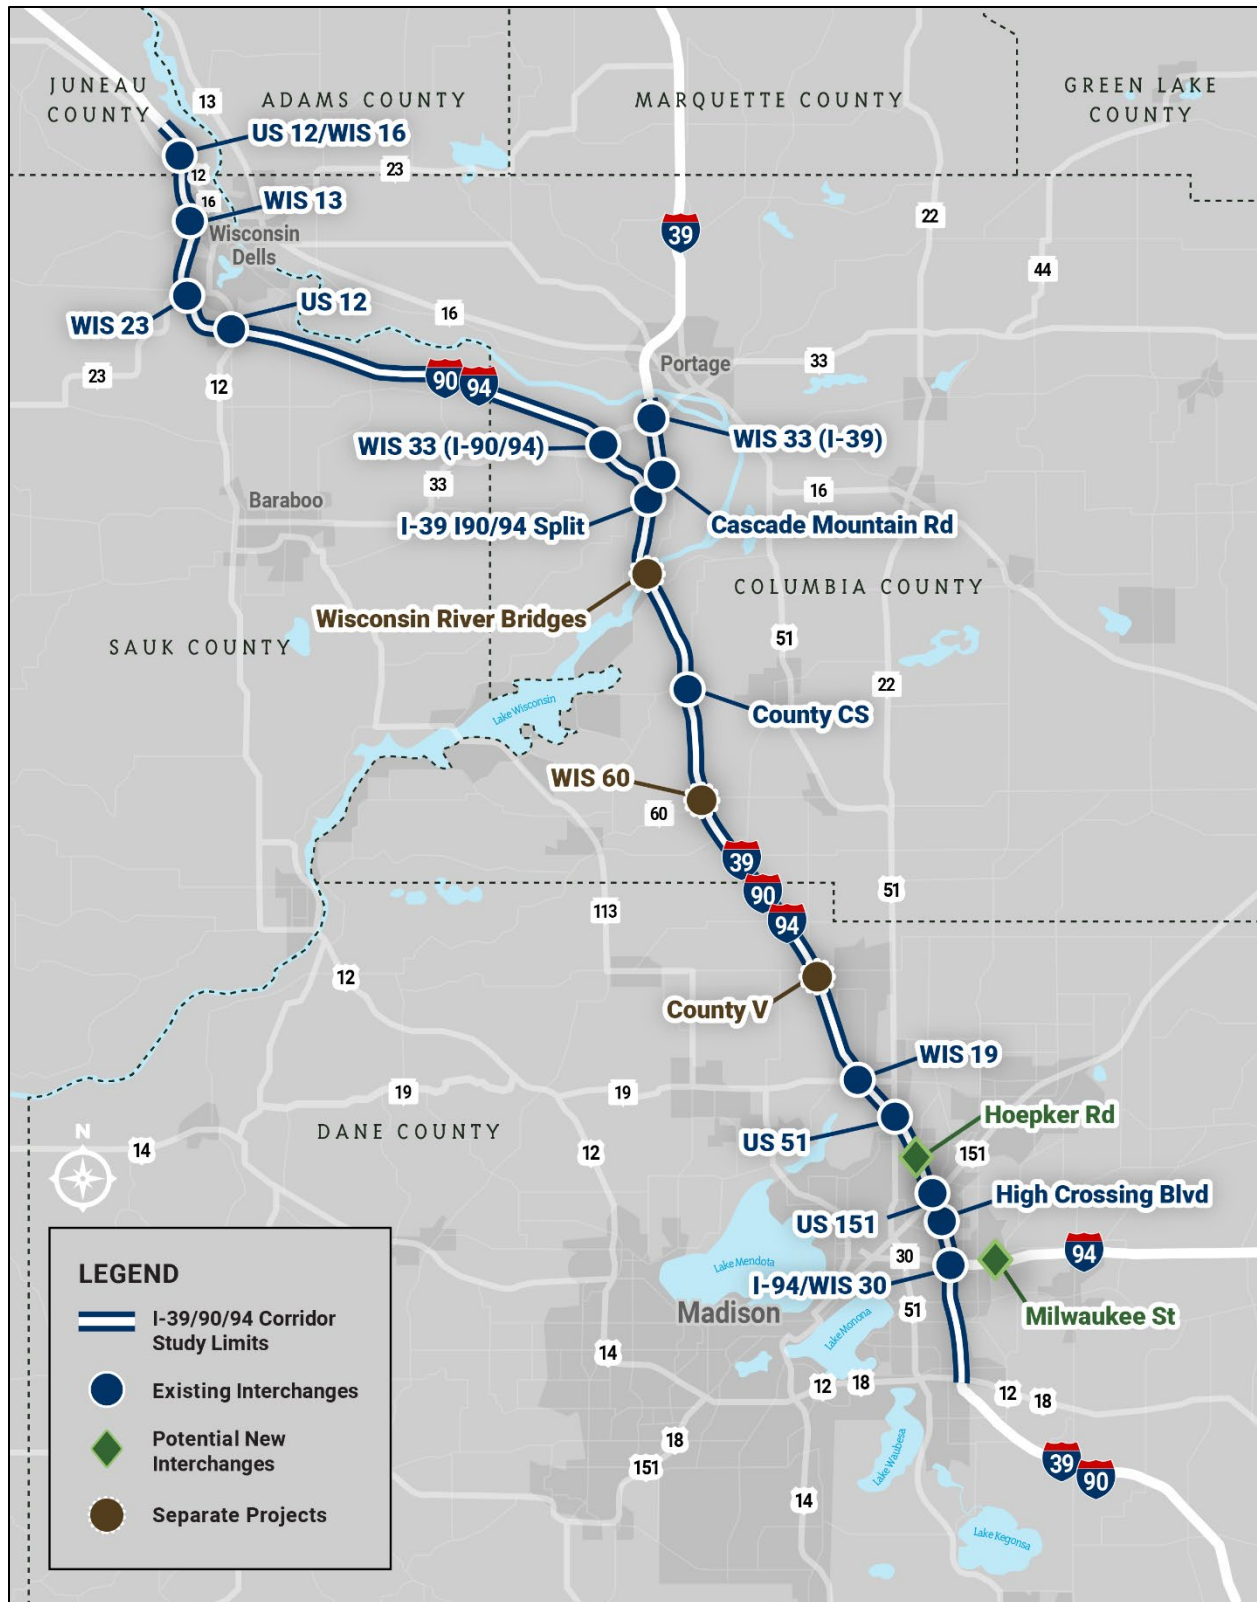 JUNEAU
COUNTY
13
ADAMS COUNTY
MARQUETTE COUNTY
GREEN LAKE
COUNTY
US 12/WIS 16
12
23
16
WIS 13
Wisconsin
Dells
22
39
44
WIS 23
US 12
16
23
12
90
94
Portage
33
WIS 33 (I-90/94)
WIS 33 (I-39)
33
16
Baraboo
I-39 I90/94 Split
Cascade Mountain Rd
COLUMBIA COUNTY
Wisconsin River Bridges
SAUK COUNTY
51
22
Lake Wisconsin
County CS
WIS 60
60
39
90
94
51
113
12
County V
WIS 19
19
19
Hoepker Rd
DANE COUNTY
N
14
12
US 51
151
High Crossing Blvd
US 151
Lake Mendota
30
94
I-94/WIS 30
Madison
51
Milwaukee St
Lake Monona
14
12
18
12
18
18
151
Lake Waubesa
39
90
14
Lake Kegonsa
LEGEND
I-39/90/94 Corridor
Study Limits
Existing Interchanges
Potential New
Interchanges
Separate Projects